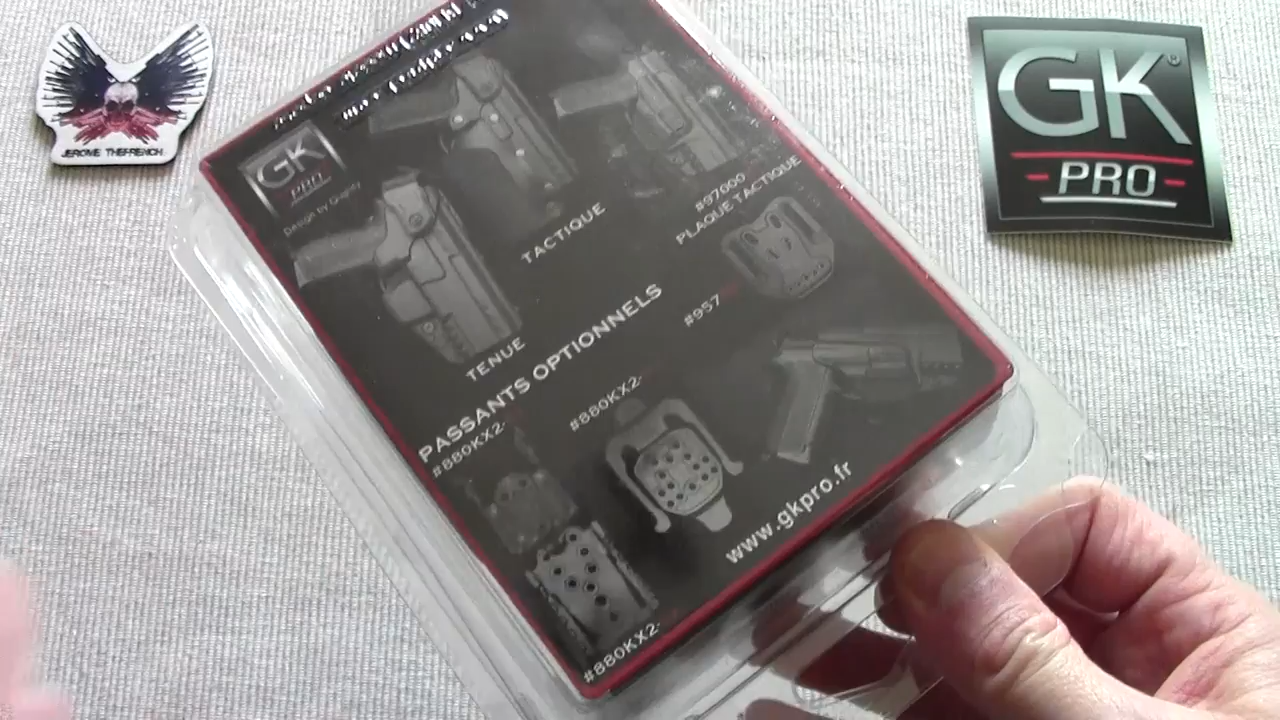 JEROME THEFRENCH
GK®
PRO
GK
PRO
Design by
TACTIQUE
#97000
PLAQUE TACTIQUE
TENUE
#957
PASSANTS OPTIONNELS
#880KX2-
#880KX2-
www.gkpro.fr
#880KX2-